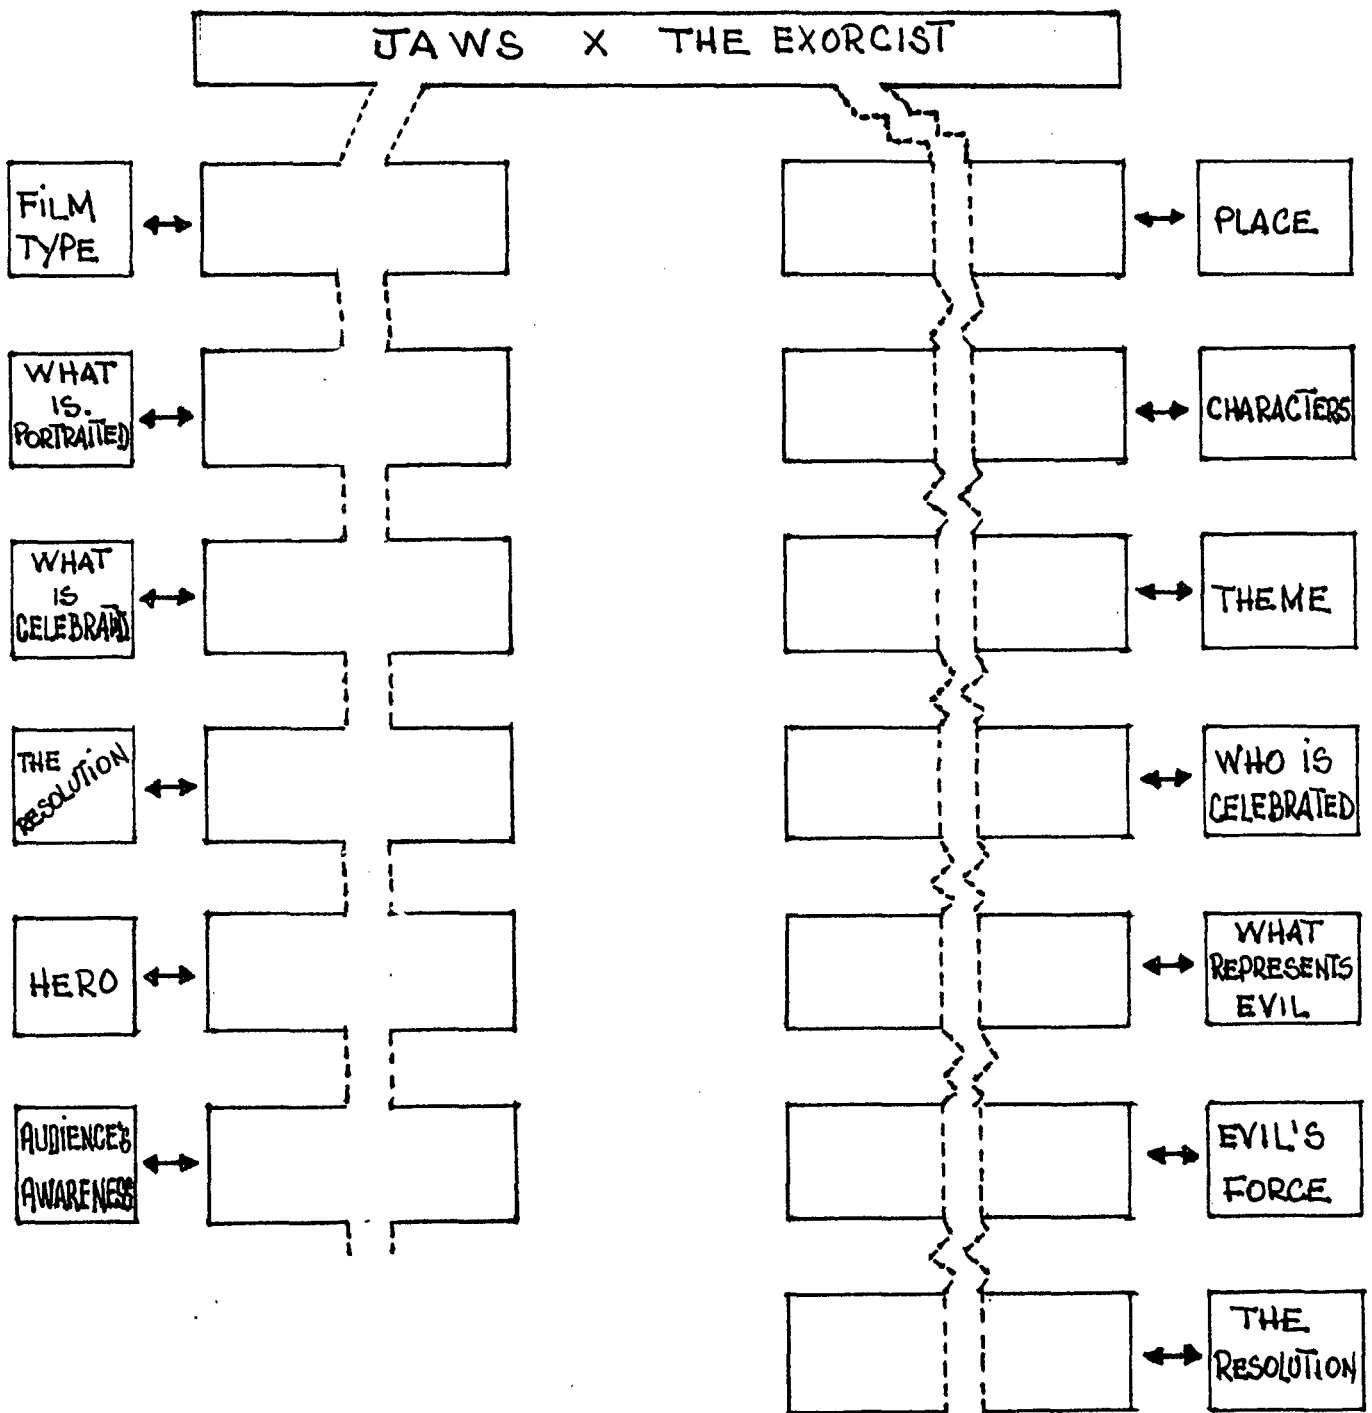 JAWS X THE EXORCIST
FILM
TYPE
WHAT
IS.
PORTRAITED
WHAT
IS
CELEBRATED
THE
RESOLUTION
HERO
AUDIENCE'S
AWARENESS
PLACE
CHARACTERS
THEME
WHO IS
CELEBRATED
WHAT
REPRESENTS
EVIL
EVIL'S
FORCE
THE
RESOLUTION